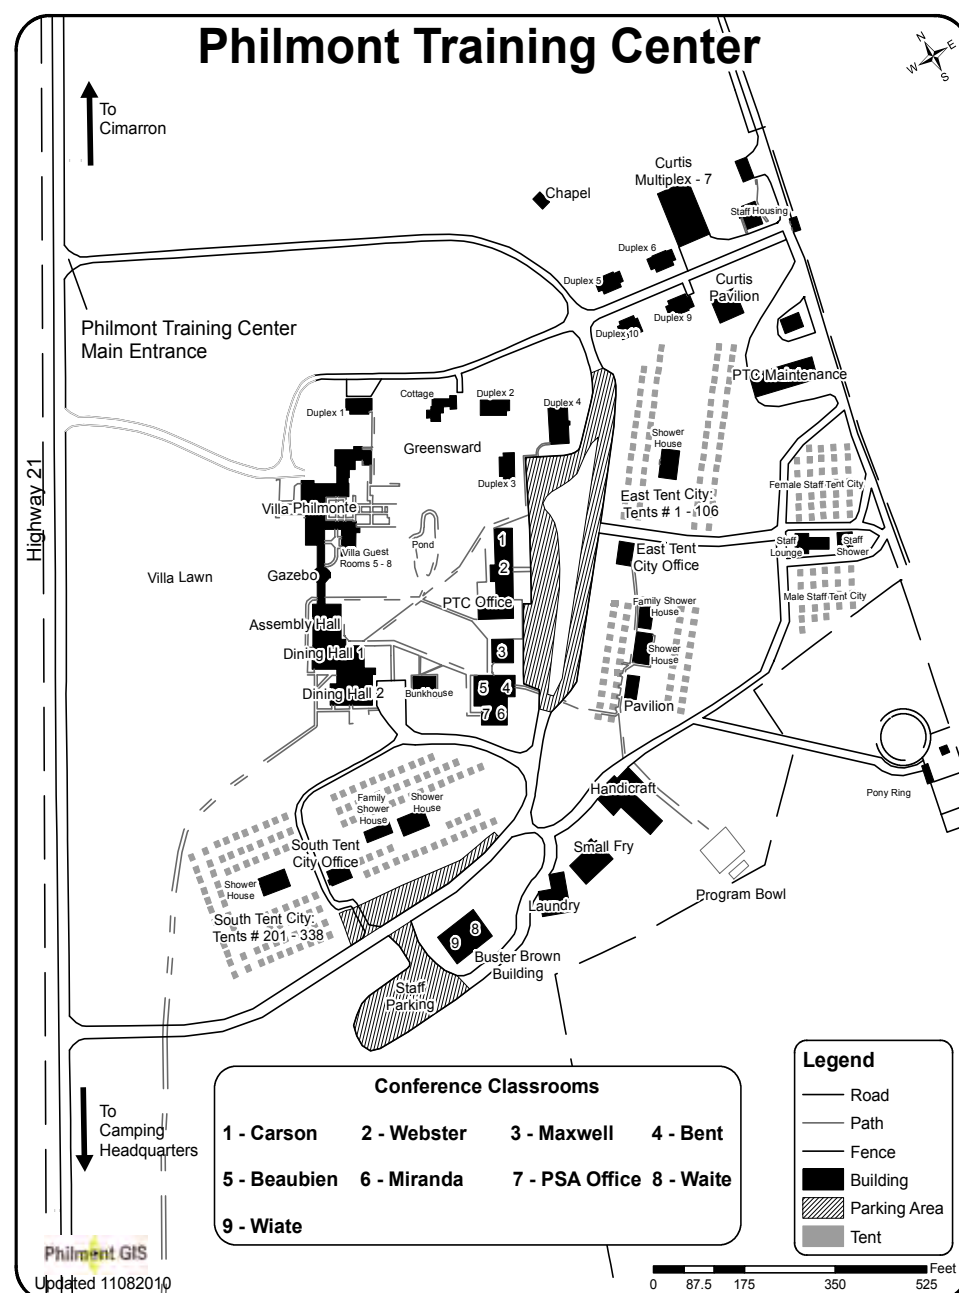 Philmont Training Center
N
E
W
S
To
Cimarron
Curtis
Multiplex - 7
Chapel
Staff Housing
Duplex 6
Duplex 5
Curtis
Pavilion
Duplex 9
Duplex 10
Philmont Training Center
Main Entrance
PTC Maintenance
Cottage
Duplex 2
Duplex 1
Duplex 4
Greensward
Shower
House
Duplex 3
Female Staff Tent City
East Tent City:
Tents # 1 - 106
Villa Philmonte
Highway 21
1
Pond
Villa Guest
Rooms 5 - 8
East Tent
City Office
Staff
Lounge
Staff
Shower
2
Villa Lawn
Gazebo
PTC Office
Male Staff Tent City
Family Shower
House
Assembly Hall
Dining Hall 1
3
Shower
House
Dining Hall 2
Bunkhouse
5 4
7 6
Pavilion
Handicraft
Pony Ring
Family
Shower
House
Shower
House
South Tent
City Office
Small Fry
Shower
House
Laundry
Program Bowl
South Tent City:
Tents # 201 - 338
8
9
Buster Brown
Building
Staff
Parking
To
Camping
Headquarters
Conference Classrooms
1 - Carson 2 - Webster 3 - Maxwell 4 - Bent
5 - Beaubien 6 - Miranda 7 - PSA Office 8 - Waite
9 - Wiate
Legend
Road
Path
Fence
Building
Parking Area
Tent
Philmont GIS
Updated 11082010
Feet
0 87.5 175 350 525